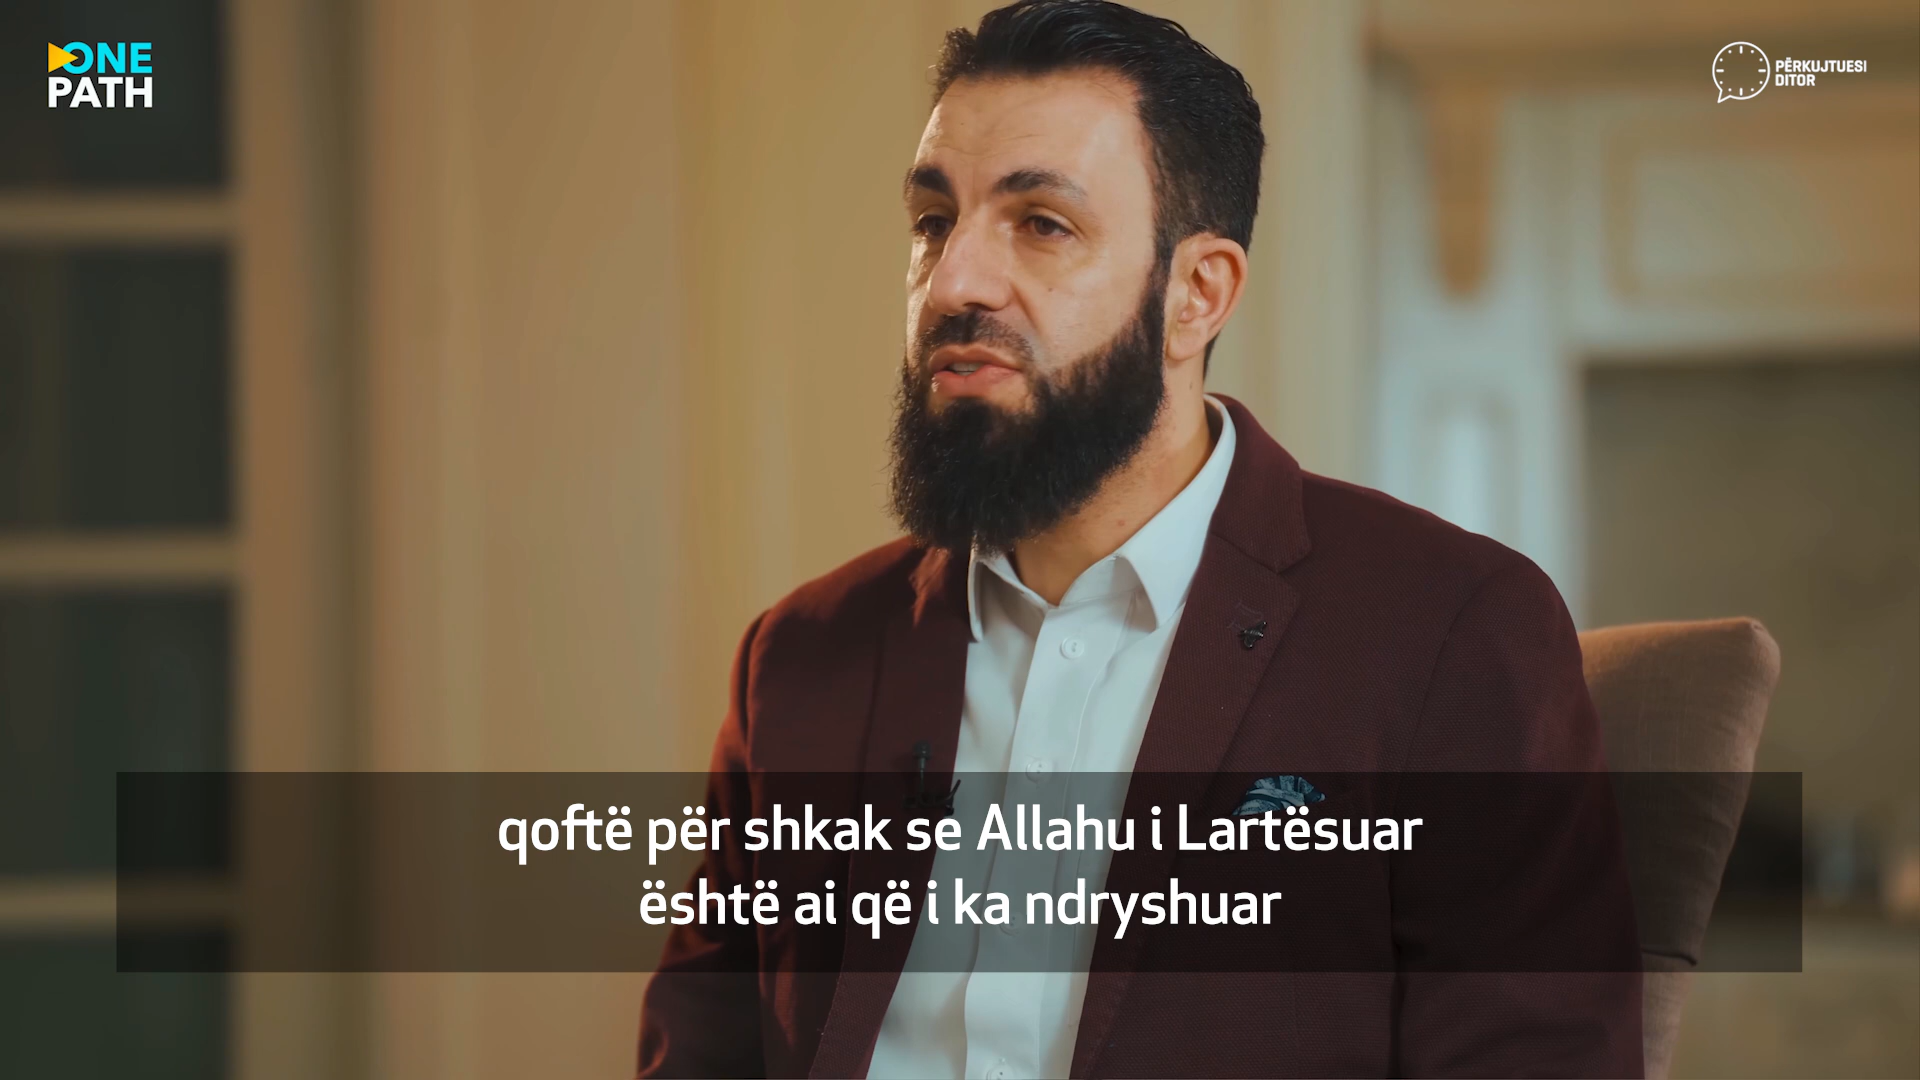 ONE
PATH
PËRKUJTUESI
DITOR
qoftë për shkak se Allahu i Lartësuar
është ai që i ka ndryshuar